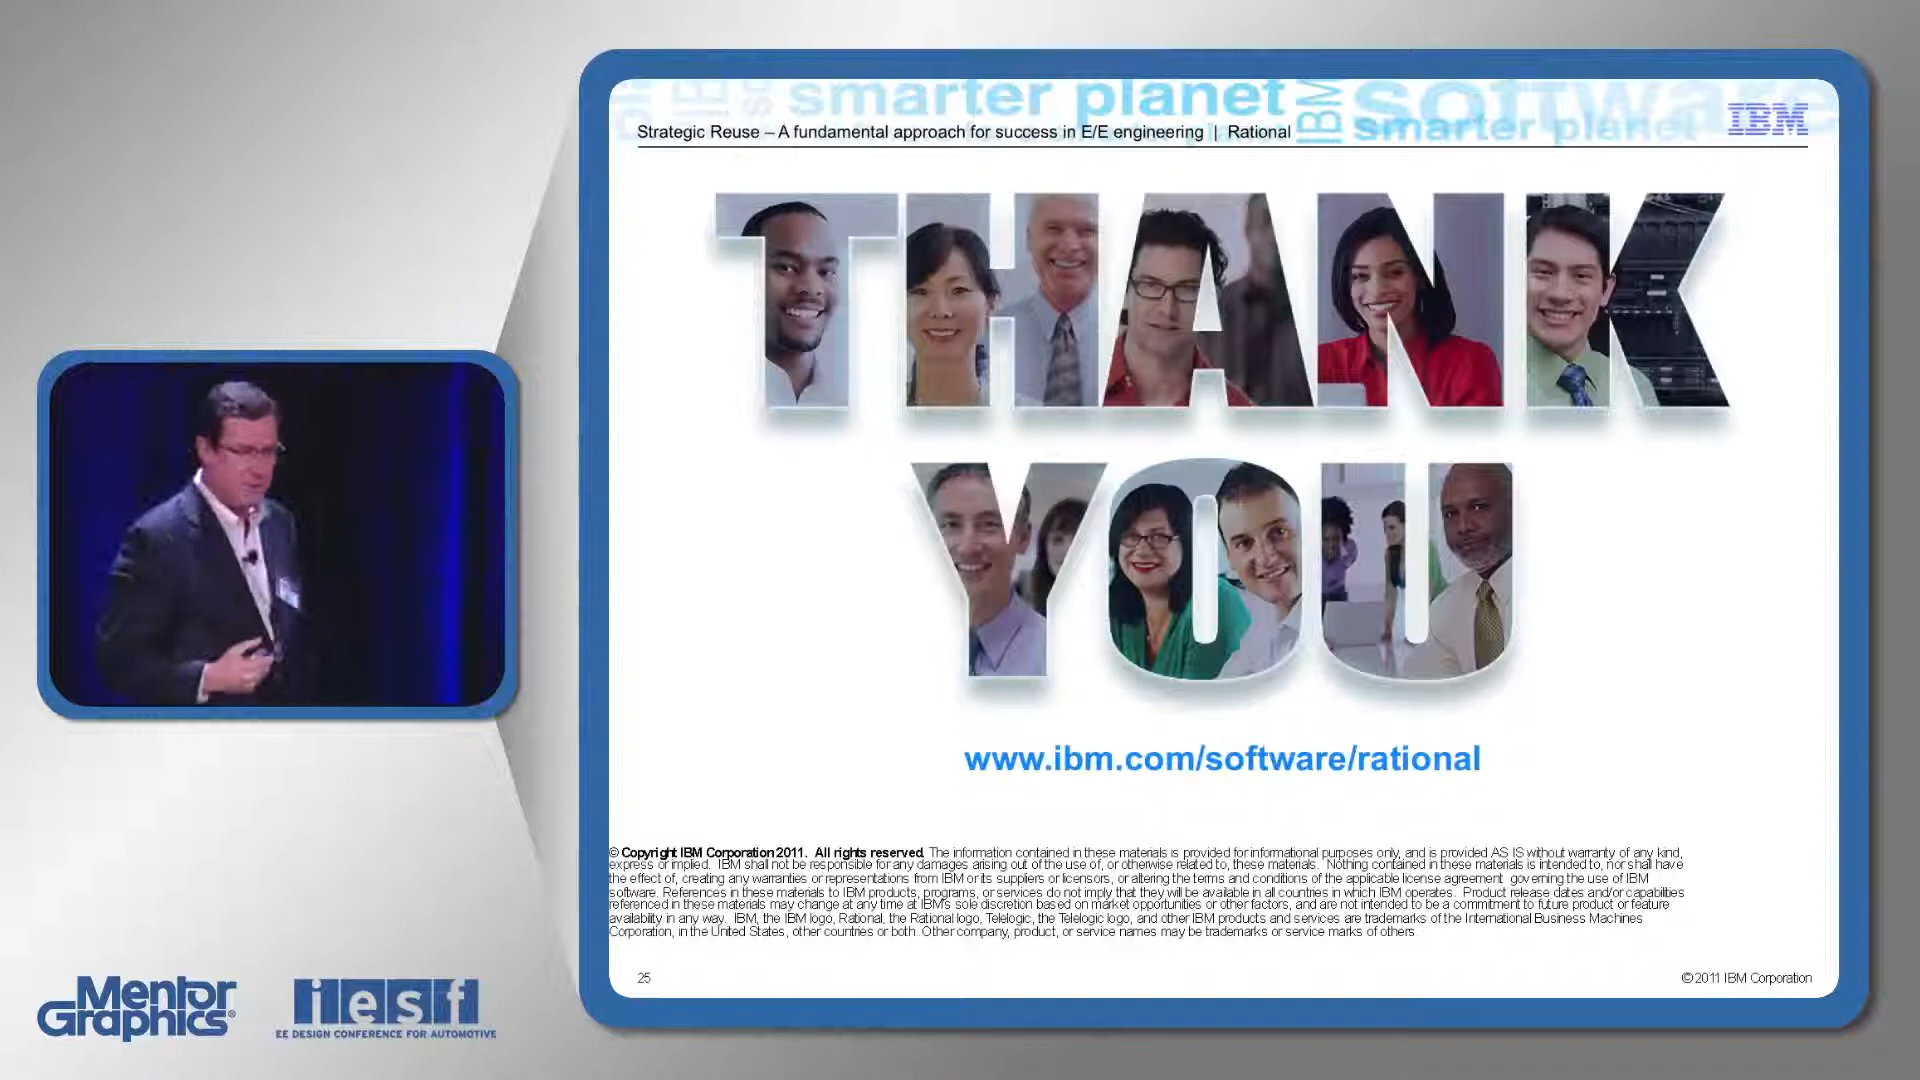 smarter planet
IBM
software
smarter planet
IBM
Strategic Reuse – A fundamental approach for success in E/E engineering | Rational
THANK
YOU
www.ibm.com/software/rational
© Copyright IBM Corporation 2011. All rights reserved. The information contained in these materials is provided for informational purposes only, and is provided AS IS without warranty of any kind,
express or implied. IBM shall not be responsible for any damages arising out of the use of, or otherwise related to, these materials. Nothing contained in these materials is intended to, nor shall have
the effect of, creating any warranties or representations from IBM or its suppliers or licensors, or altering the terms and conditions of the applicable license agreement governing the use of IBM
software. References in these materials to IBM products, programs, or services do not imply that they will be available in all countries in which IBM operates. Product release dates and/or capabilities
referenced in these materials may change at any time at IBM's sole discretion based on market opportunities or other factors, and are not intended to be a commitment to future product or feature
availability in any way. IBM, the IBM logo, Rational, the Rational logo, Telelogic, the Telelogic logo, and other IBM products and services are trademarks of the International Business Machines
Corporation, in the United States, other countries or both. Other company, product, or service names may be trademarks or service marks of others.
25
© 2011 IBM Corporation
Mentor
Graphics®
iesf
EE DESIGN CONFERENCE FOR AUTOMOTIVE